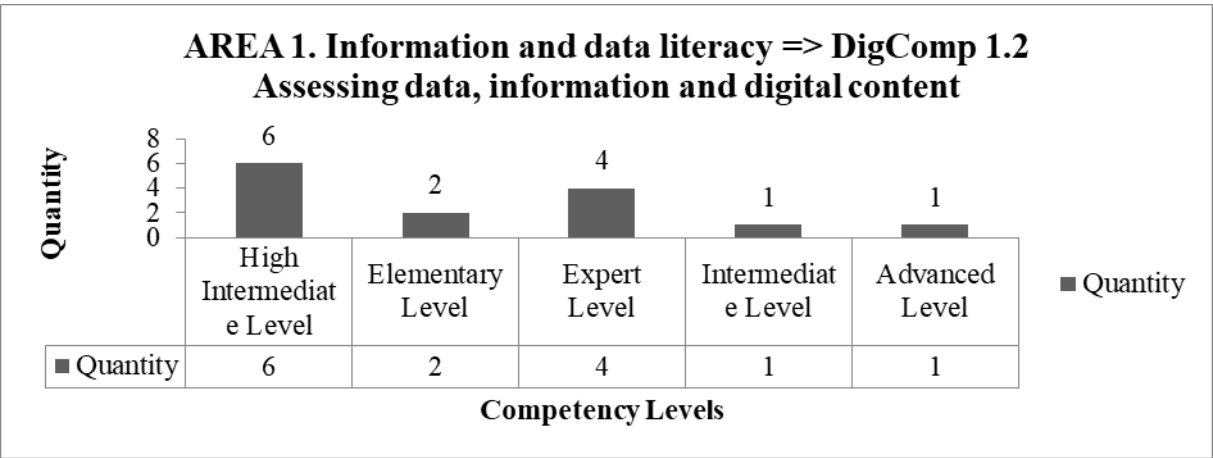 AREA 1. Information and data literacy => DigComp 1.2
Assessing data, information and digital content
Quantity
8
6
4
2
0
6
2
4
1
1
High
Intermediat
e Level
Elementary
Level
Expert
Level
Intermediat
e Level
Advanced
Level
Quantity
Quantity 6 2 4 1 1
Competency Levels